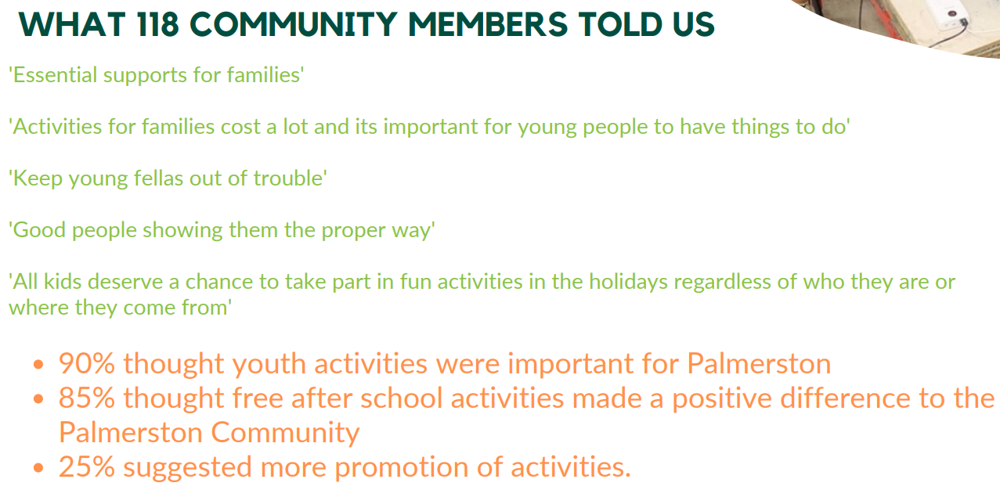 WHAT 118 COMMUNITY MEMBERS TOLD US
'Essential supports for families'
'Activities for families cost a lot and its important for young people to have things to do'
'Keep young fellas out of trouble'
'Good people showing them the proper way'
'All kids deserve a chance to take part in fun activities in the holidays regardless of who they are or
where they come from'
• 90% thought youth activities were important for Palmerston
• 85% thought free after school activities made a positive difference to the
Palmerston Community
• 25% suggested more promotion of activities.